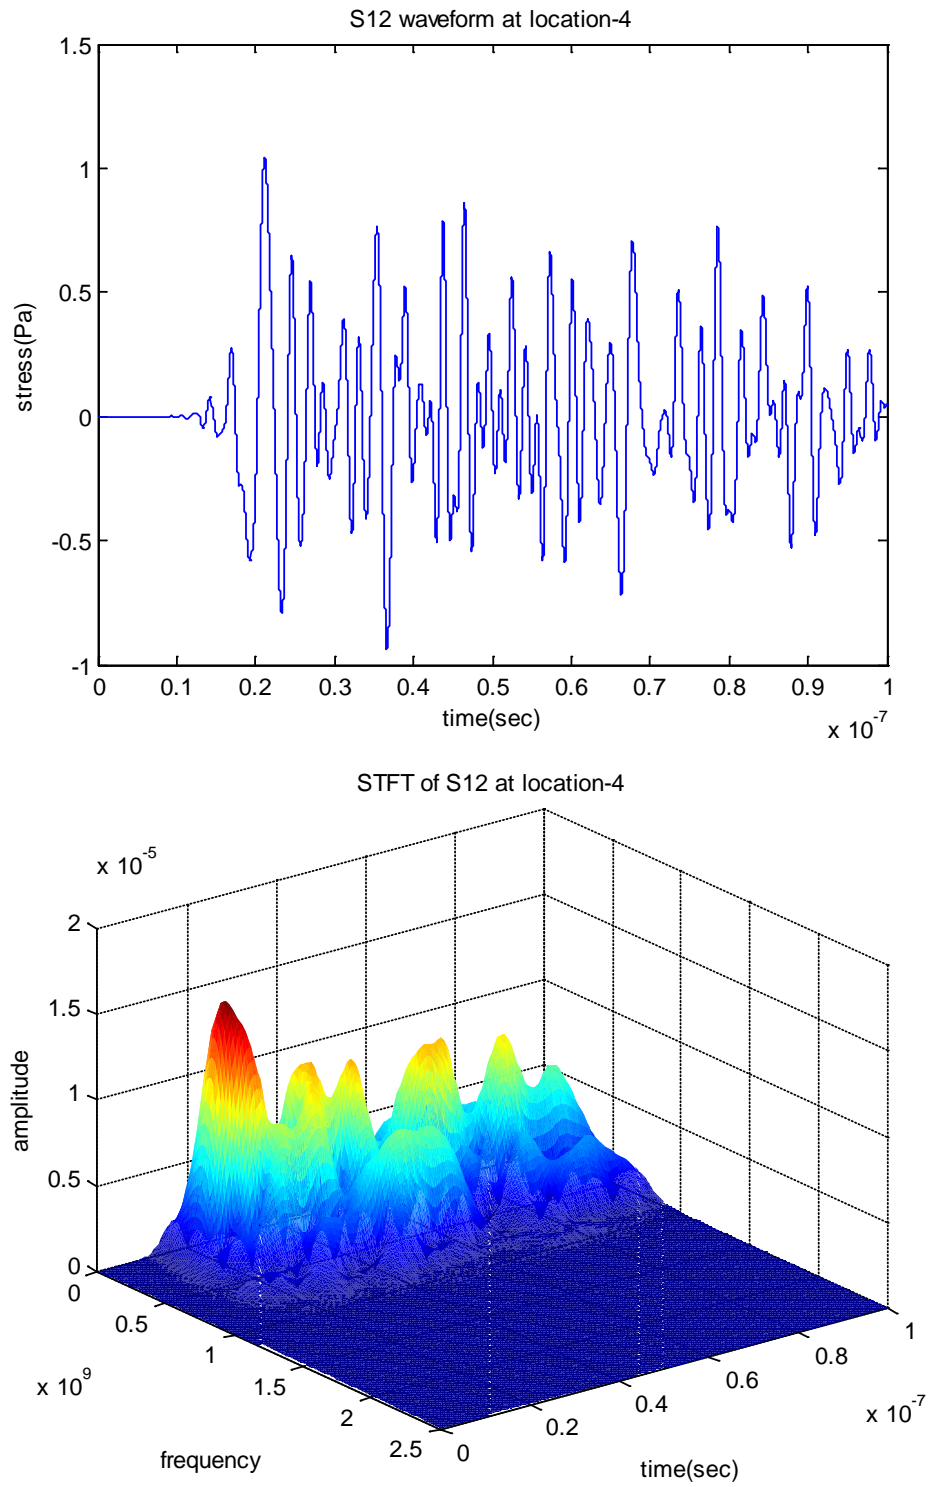 S12 waveform at location-4
1.5
1
0.5
0
-0.5
-1
stress(Pa)
0 0.1 0.2 0.3 0.4 0.5 0.6 0.7 0.8 0.9 1
time(sec)
x 10^-7
STFT of S12 at location-4
x 10^-5
2
1.5
1
0.5
0
amplitude
0
0.5
1
1.5
2
2.5
x 10^9
frequency
0
0.2
0.4
0.6
0.8
1
x 10^-7
time(sec)